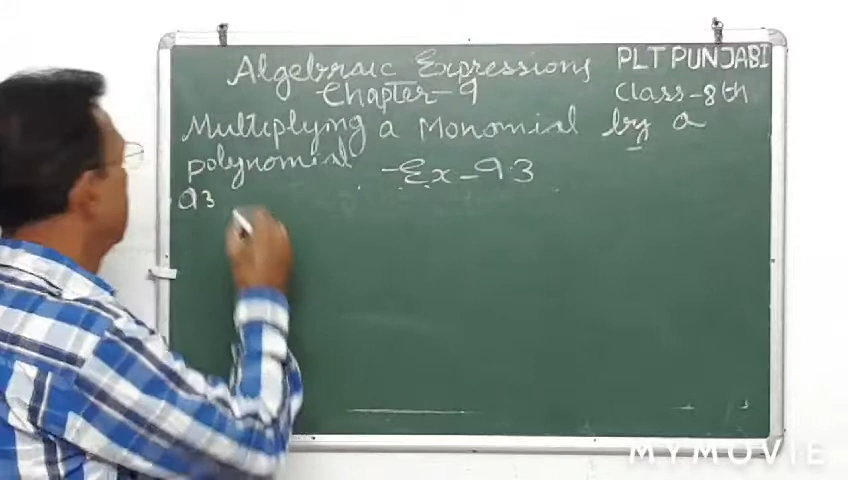 Algebraic Expressions
PLT PUNJABI
Chapter-9
Class-8th
Multiplying a Monomial by a
polynomial -Ex-9.3
Q3
MYMOVIE